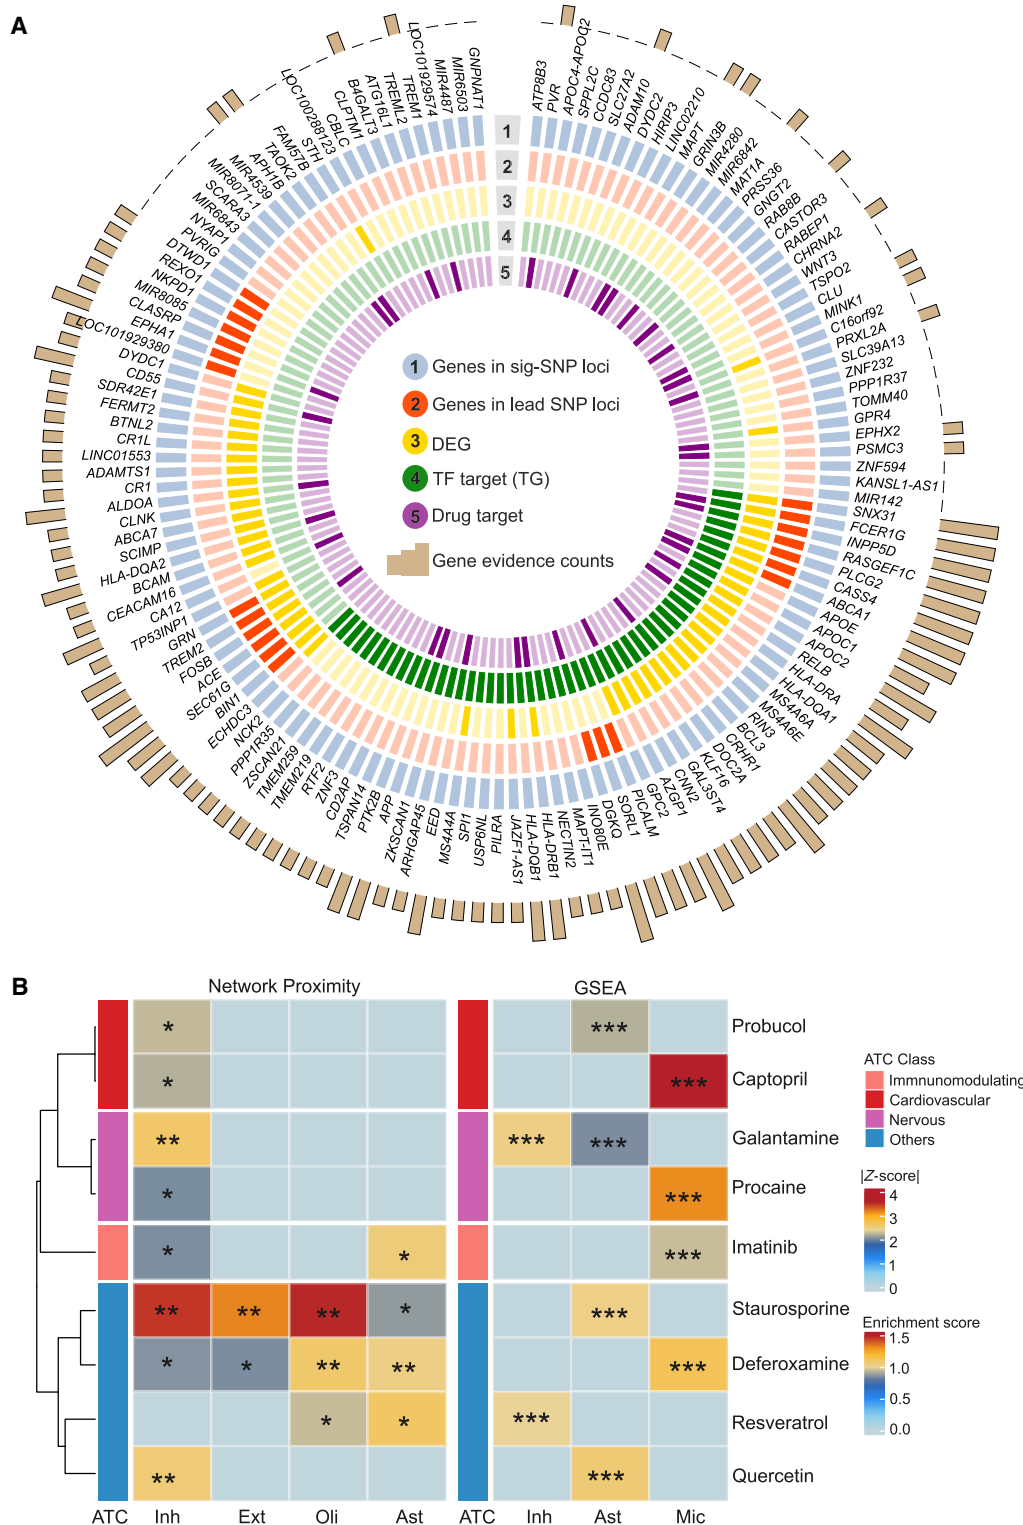 A
GNPNAT1
MIR6503
MIR4487
LOC101929574
TREM1
TREML2
ATG16L1
B4GALT3
CLPTM1
CBLC
LOC100288123
STH
FAM57B
TAOK2
APH1B
MIR4539
MIR8071-1
SCARA3
MIR6843
NYAP1
PVRIG
DTWD1
REXO1
NKPD1
MIR8085
CLASRP
EPHA1
LOC101929380
DYDC1
CD55
SDR42E1
FERMT2
BTNL2
CR1L
LINC01553
ADAMTS1
CR1
ALDOA
CLNK
ABCA7
SCIMP
HLA-DQA2
BCAM
CEACAM16
CA12
TP53INP1
GRN
TREM2
FOSB
ACE
SEC61G
BIN1
ECHDC3
NCK2
PPP1R35
ZSCAN21
TMEM259
TMEM219
RTF2
ZNF3
CD2AP
TSPAN14
PTK2B
APP
ZKSCAN1
ARHGAP45
EED
MS4A4A
SPI1
USP6NL
PILRA
JAZF1-AS1
HLA-DQB1
HLA-DRB1
NECTIN2
MAPT-IT1
INO80E
DGKQ
SORL1
PICALM
GPC2
AZGP1
CNN2
GAL3ST4
KLF16
DOC2A
CRHR1
BCL3
RIN3
MS4A6E
MS4A6A
HLA-DQA1
HLA-DRA
RELB
APOC2
APOC1
APOE
ABCA1
CASS4
PLCG2
RASGEF1C
INPP5D
FCER1G
SNX31
MIR142
KANSL1-AS1
ZNF594
PSMC3
EPHX2
GPR4
TOMM40
PPP1R37
ZNF232
SLC39A13
PRXL2A
C16orf92
MINK1
CLU
TSPO2
WNT3
CHRNA2
RABEP1
CASTOR3
RAB8B
GNGT2
PRSS36
MAT1A
MIR6842
MIR4280
GRIN3B
MAPT
LINC02210
HIRIP3
DYDC2
ADAM10
SLC27A2
CCDC83
SPPL2C
APOC4-APOC2
PVR
ATP8B3
1
2
3
4
5
1 Genes in sig-SNP loci
2 Genes in lead SNP loci
3 DEG
4 TF target (TG)
5 Drug target
Gene evidence counts
B
Network Proximity GSEA
* *** Probucol
* *** Captopril
** *** *** Galantamine
* *** Procaine
* * *** Imatinib
** ** ** * *** Staurosporine
* * ** ** *** Deferoxamine
* * *** Resveratrol
** *** Quercetin
ATC Inh Ext Oli Ast ATC Inh Ast Mic
ATC Class
Immnunomodulating
Cardiovascular
Nervous
Others
|Z-score|
4
3
2
1
0
Enrichment score
1.5
1.0
0.5
0.0